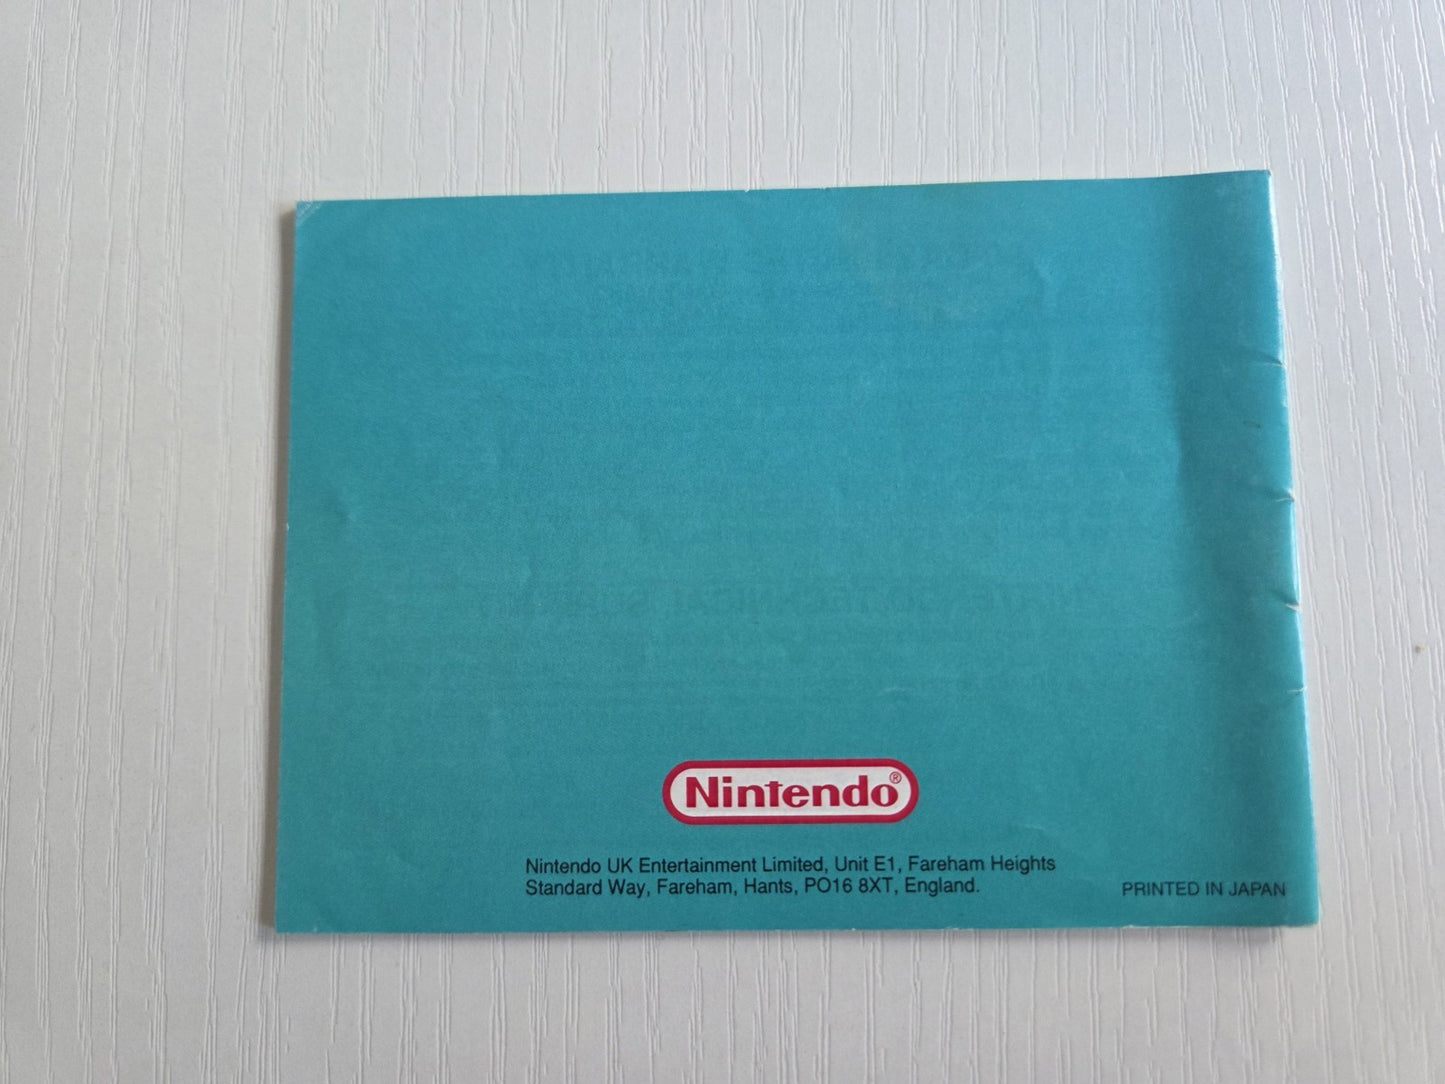 Nintendo®
Nintendo UK Entertainment Limited, Unit E1, Fareham Heights
Standard Way, Fareham, Hants, PO16 8XT, England.
PRINTED IN JAPAN